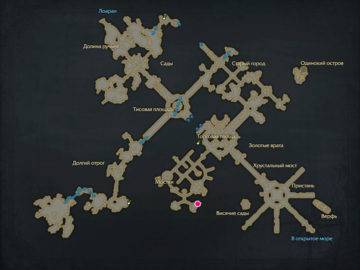 Лоаран
Долина ручьев
Сады
Старый город
Одинокий остров
Тисовая площадь
Торговая площадь
Золотые врата
Долгий отрог
Хрустальный мост
Пристань
Висячие сады
Верфь
В открытое море